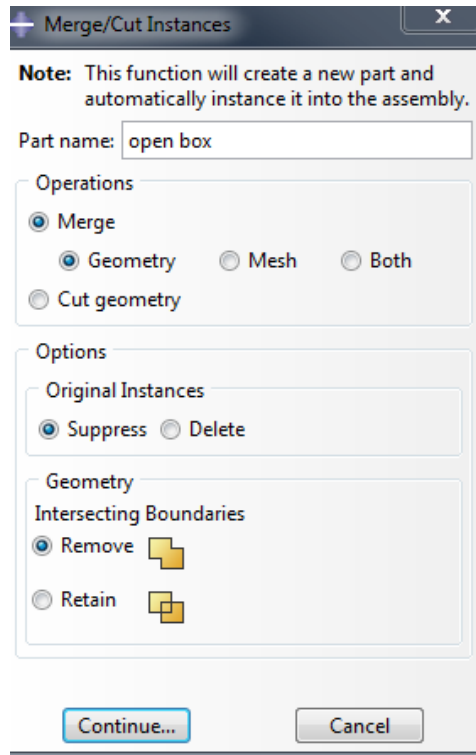 Merge/Cut Instances
X
Note: This function will create a new part and
automatically instance it into the assembly.
Part name: open box
Operations
Merge
Geometry Mesh Both
Cut geometry
Options
Original Instances
Suppress Delete
Geometry
Intersecting Boundaries
Remove
Retain
Continue... Cancel